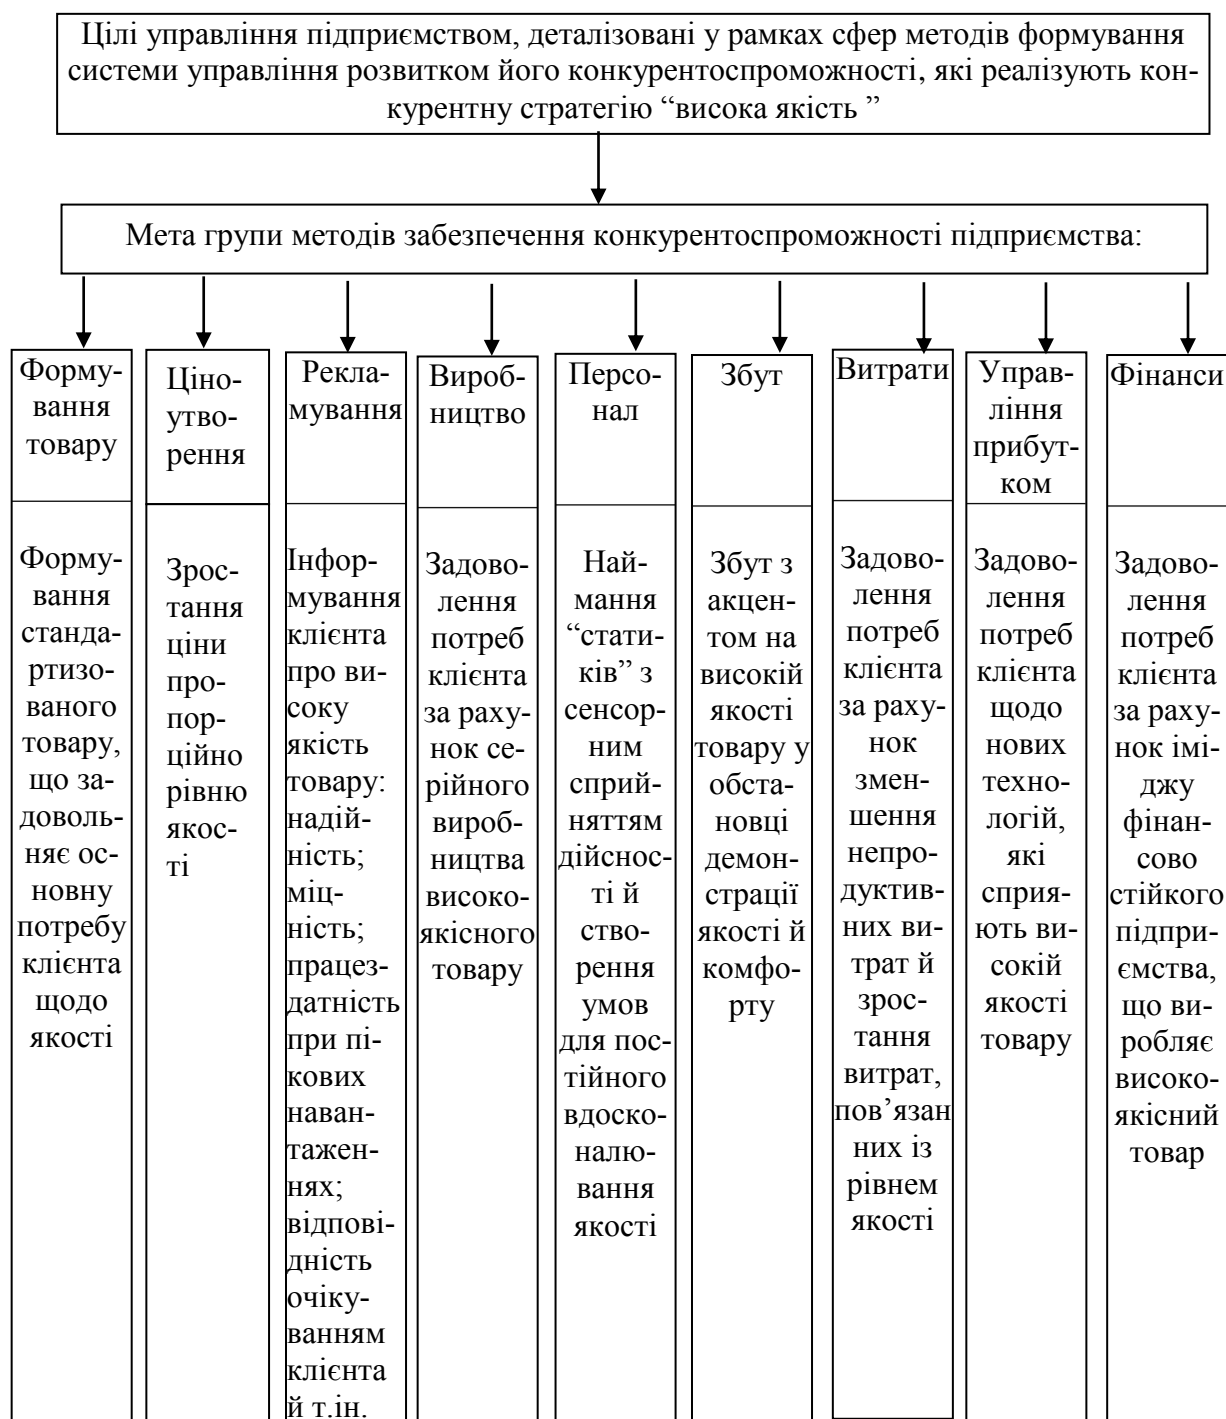 Цілі управління підприємством, деталізовані у рамках сфер методів формування
системи управління розвитком його конкурентоспроможності, які реалізують кон-
курентну стратегію “висока якість ”
Мета групи методів забезпечення конкурентоспроможності підприємства:
Форму-
вання
товару
Форму-
вання
станда-
ртизо-
ваного
товару,
що за-
доволь-
няє ос-
новну
потребу
клієнта
щодо
якості
Ціно-
утво-
рення
Зрос-
тання
ціни
про-
пор-
ційно
рівню
якос-
ті
Рекла-
мування
Інфор-
мування
клієнта
про ви-
соку
якість
товару:
надій-
ність;
міц-
ність;
працез-
датність
при пі-
кових
наван-
тажен-
нях;
відпові-
дність
очіку-
ванням
клієнта
й т.ін.
Вироб-
ництво
Задово-
лення
потреб
клієнта
за раху-
нок се-
рійного
вироб-
ництва
високо-
якісного
товару
Персо-
нал
Най-
мання
“стати-
ків” з
сенсор-
ним
сприй-
няттям
дійснос-
ті й
ство-
рення
умов
для пос-
тійного
вдоско-
налю-
вання
якості
Збут
Збут з
акцен-
том на
високій
якості
товару у
обста-
новці
демон-
страції
якості й
комфо-
рту
Витрати
Задово-
лення
потреб
клієнта
за раху-
нок
змен-
шення
непро-
дуктив-
них ви-
трат й
зрос-
тання
витрат,
пов’язан
них із
рівнем
якості
Управ-
ління
прибут-
ком
Задово-
лення
потреб
клієнта
щодо
нових
техно-
логій,
які
сприя-
ють ви-
сокій
якості
товару
Фінанси
Задово-
лення
потреб
клієнта
за раху-
нок імі-
джу
фінан-
сово
стійкого
підпри-
ємства,
що ви-
робляє
високо-
якісний
товар